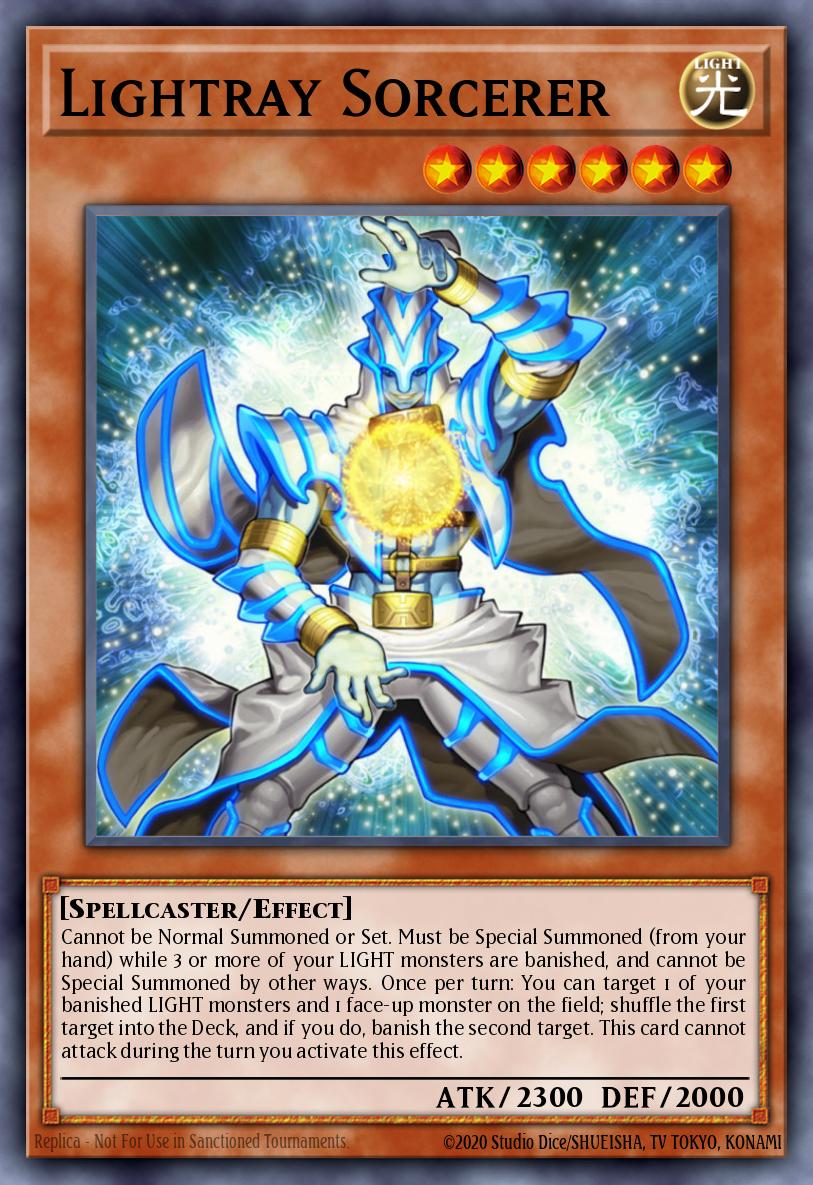 Lightray Sorcerer
LIGHT
光
[Spellcaster/Effect]
Cannot be Normal Summoned or Set. Must be Special Summoned (from your
hand) while 3 or more of your LIGHT monsters are banished, and cannot be
Special Summoned by other ways. Once per turn: You can target 1 of your
banished LIGHT monsters and 1 face-up monster on the field; shuffle the first
target into the Deck, and if you do, banish the second target. This card cannot
attack during the turn you activate this effect.
ATK/2300 DEF/2000
Replica - Not For Use in Sanctioned Tournaments.
©2020 Studio Dice/SHUEISHA, TV TOKYO, KONAMI